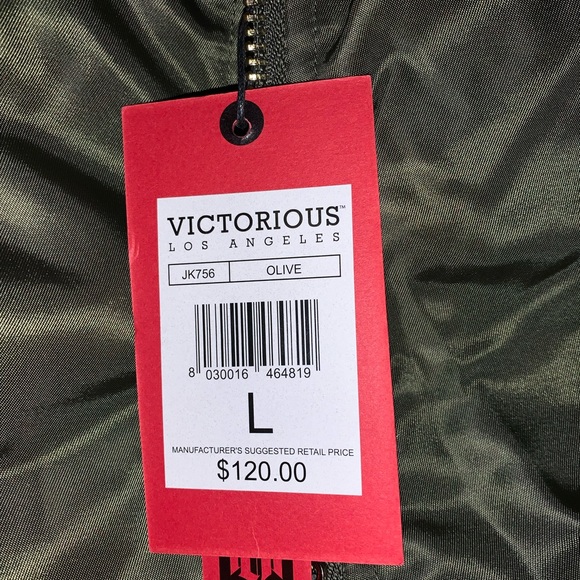 VICTORIOUS™
LOS ANGELES
JK756 OLIVE
8 030016 464819
L
MANUFACTURER'S SUGGESTED RETAIL PRICE
$120.00